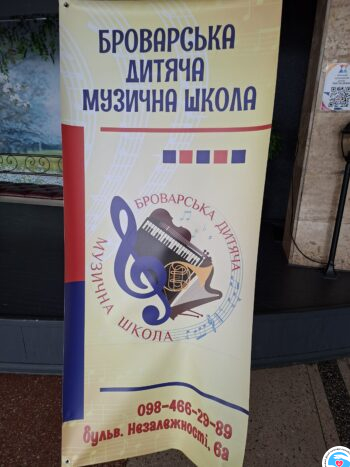 БРОВАРСЬКА
ДИТЯЧА
МУЗИЧНА ШКОЛА
БРОВАРСЬКА ДИТЯЧА
МУЗИЧНА ШКОЛА
098-466-29-89
бульв. Незалежності, 6а